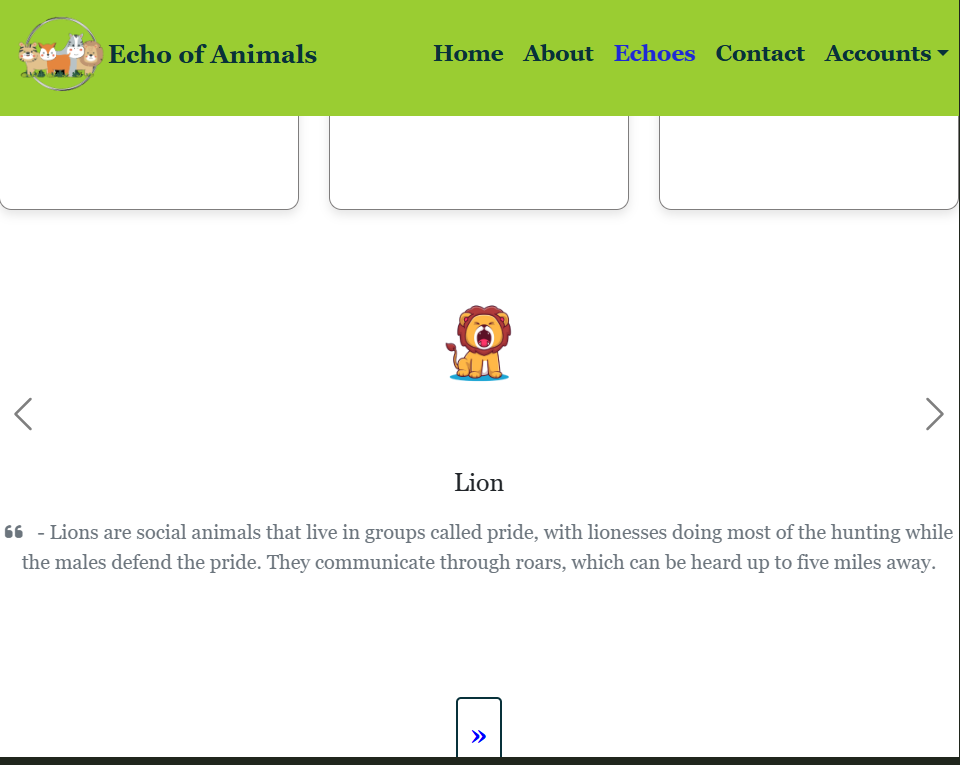 Echo of Animals
Home About Echoes Contact Accounts
Lion
“ - Lions are social animals that live in groups called pride, with lionesses doing most of the hunting while
the males defend the pride. They communicate through roars, which can be heard up to five miles away.
»